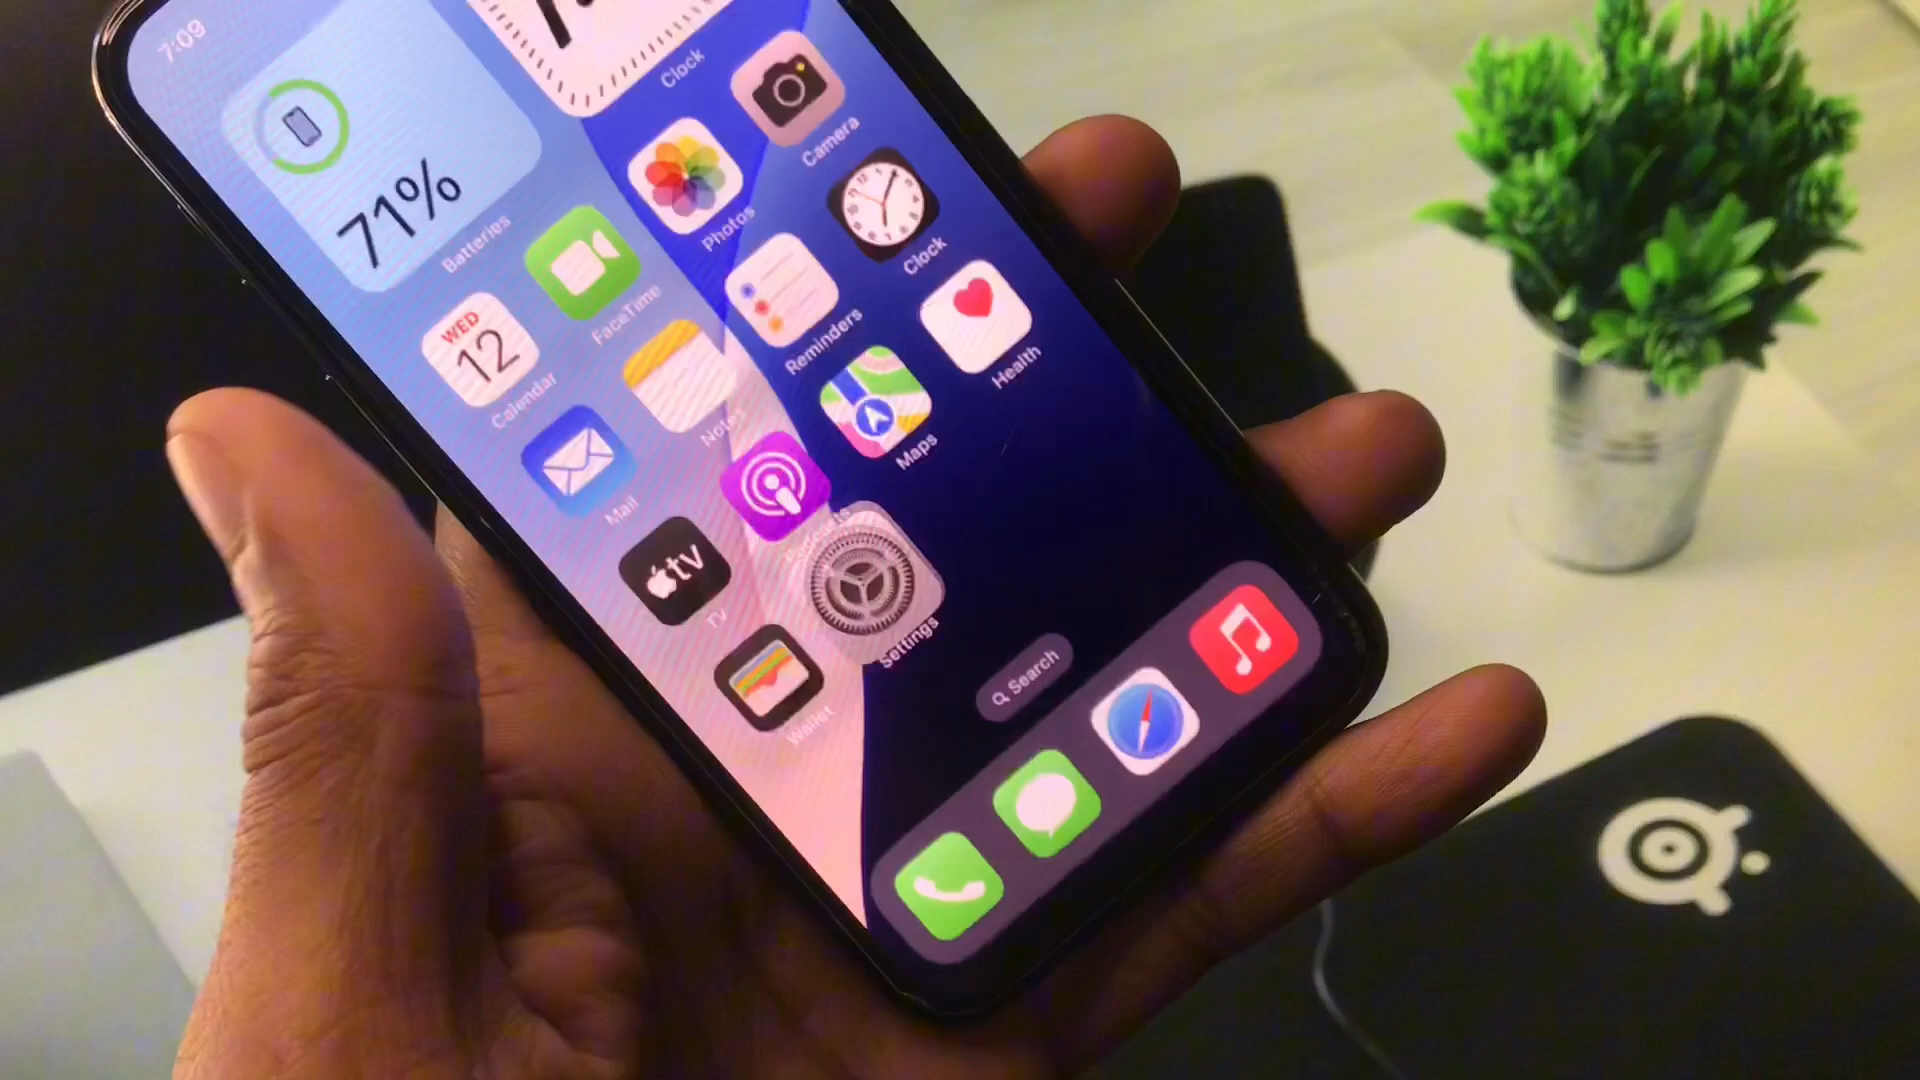 7:09
71%
Batteries
Clock
FaceTime
Photos
Camera
WED
12
Calendar
Notes
Reminders
Clock
Mail
Podcasts
Maps
Health
tv
TV
Settings
Wallet
Search